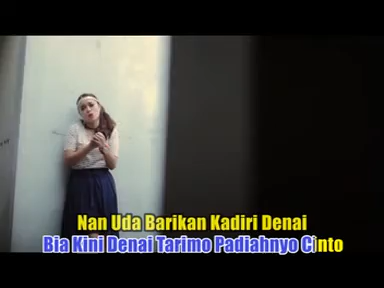 Nan Uda Barikan Kadiri Denai
Bia Kini Denai Tarimo Padiahnyo Cinto